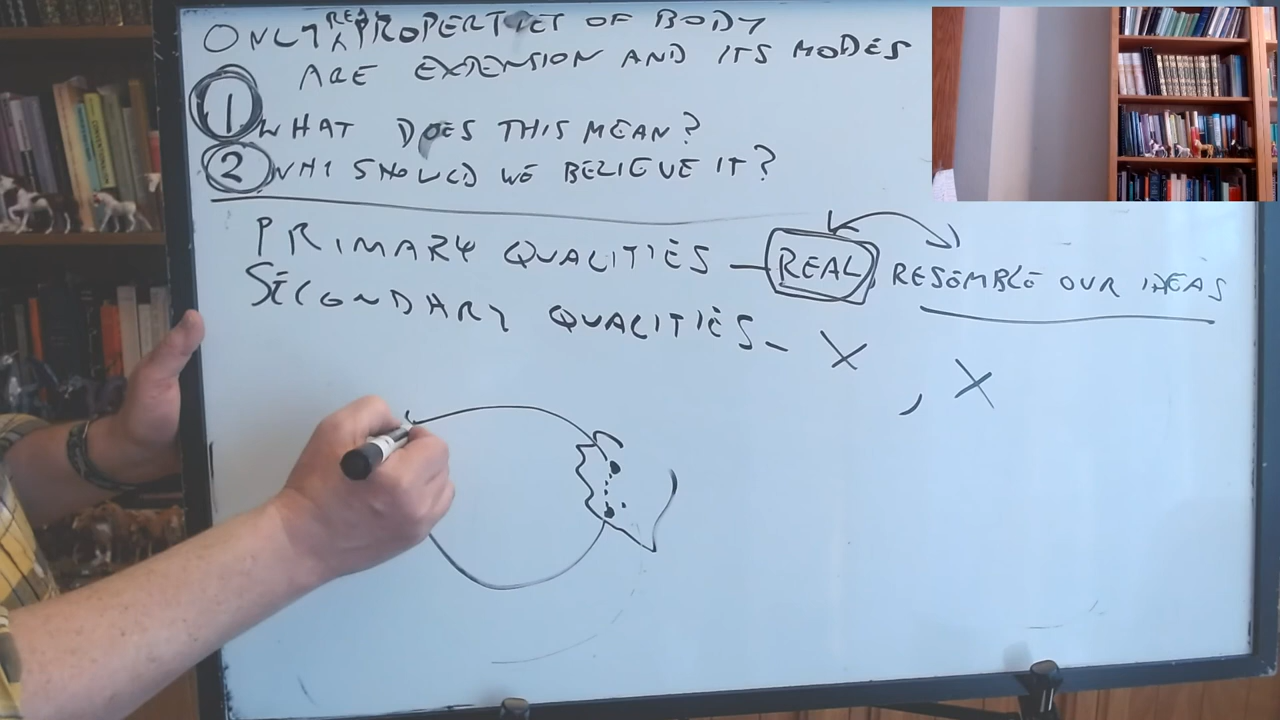 ONLY REAL PROPERTIES OF BODY
ARE EXTENSION AND ITS MODES
1 WHAT DOES THIS MEAN?
2 WHY SHOULD WE BELIEVE IT?
PRIMARY QUALITIES — REAL, RESEMBLE OUR IDEAS
SECONDARY QUALITIES – X , X